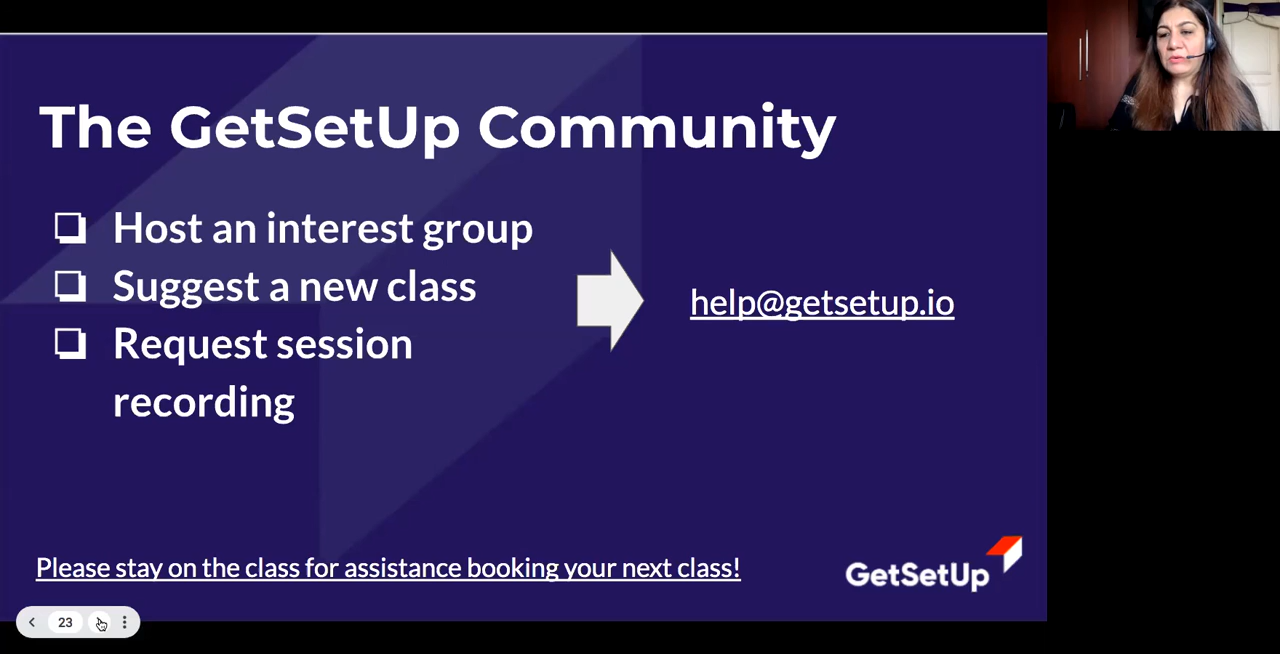 The GetSetUp Community
Host an interest group
Suggest a new class
Request session
recording
help@getsetup.io
Please stay on the class for assistance booking your next class!
GetSetUp
23